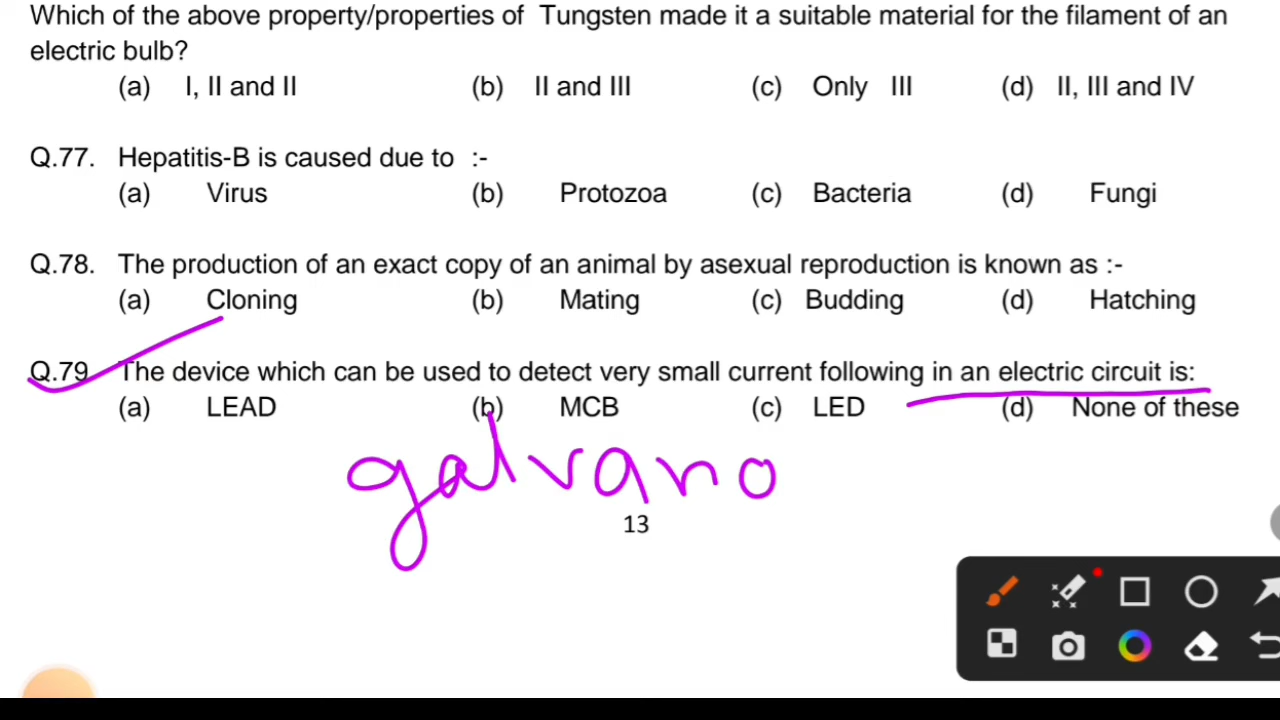 Which of the above property/properties of Tungsten made it a suitable material for the filament of an
electric bulb?
(a) I, II and II (b) II and III (c) Only III (d) II, III and IV
Q.77. Hepatitis-B is caused due to :-
(a) Virus (b) Protozoa (c) Bacteria (d) Fungi
Q.78. The production of an exact copy of an animal by asexual reproduction is known as :-
(a) Cloning (b) Mating (c) Budding (d) Hatching
Q.79 The device which can be used to detect very small current following in an electric circuit is:
(a) LEAD (b) MCB (c) LED (d) None of these
galvano
13